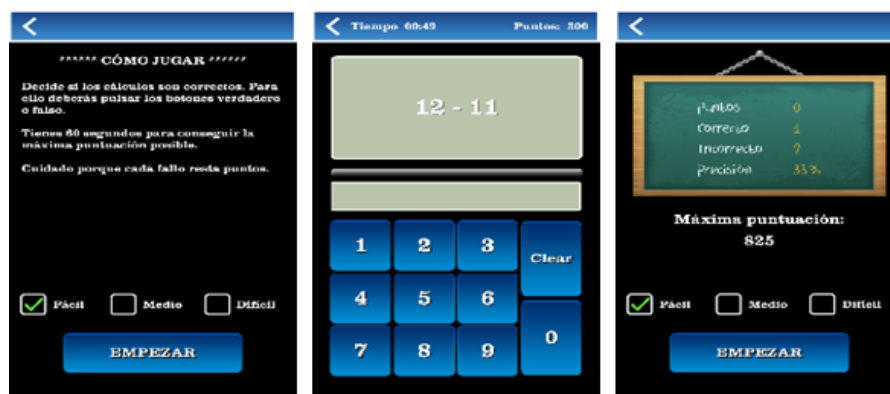 ****** CÓMO JUGAR ******
Decide si los cálculos son correctos. Para
ello deberás pulsar los botones verdadero
o falso.
Tienes 60 segundos para conseguir la
máxima puntuación posible.
Cuidado porque cada fallo resta puntos.
Fácil Medio Difícil
EMPEZAR
Tiempo 00:49 Puntos: 300
12 - 11
1 2 3 Clear
4 5 6
7 8 9 0
Puntos 0
Correcto 1
Incorrecto 2
Precisión 33%
Máxima puntuación:
825
Fácil Medio Difícil
EMPEZAR